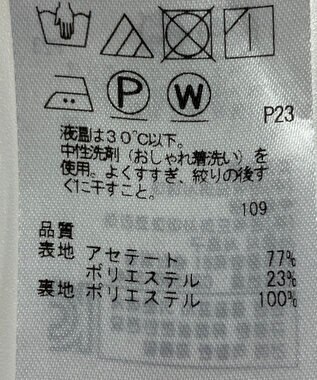 P W
P23
液温は30℃以下。
中性洗剤（おしゃれ着洗い）を
使用。よくすすぎ、絞りの後す
ぐに干すこと。
109
品質
表地 アセテート 77%
ポリエステル 23%
裏地 ポリエステル 100%